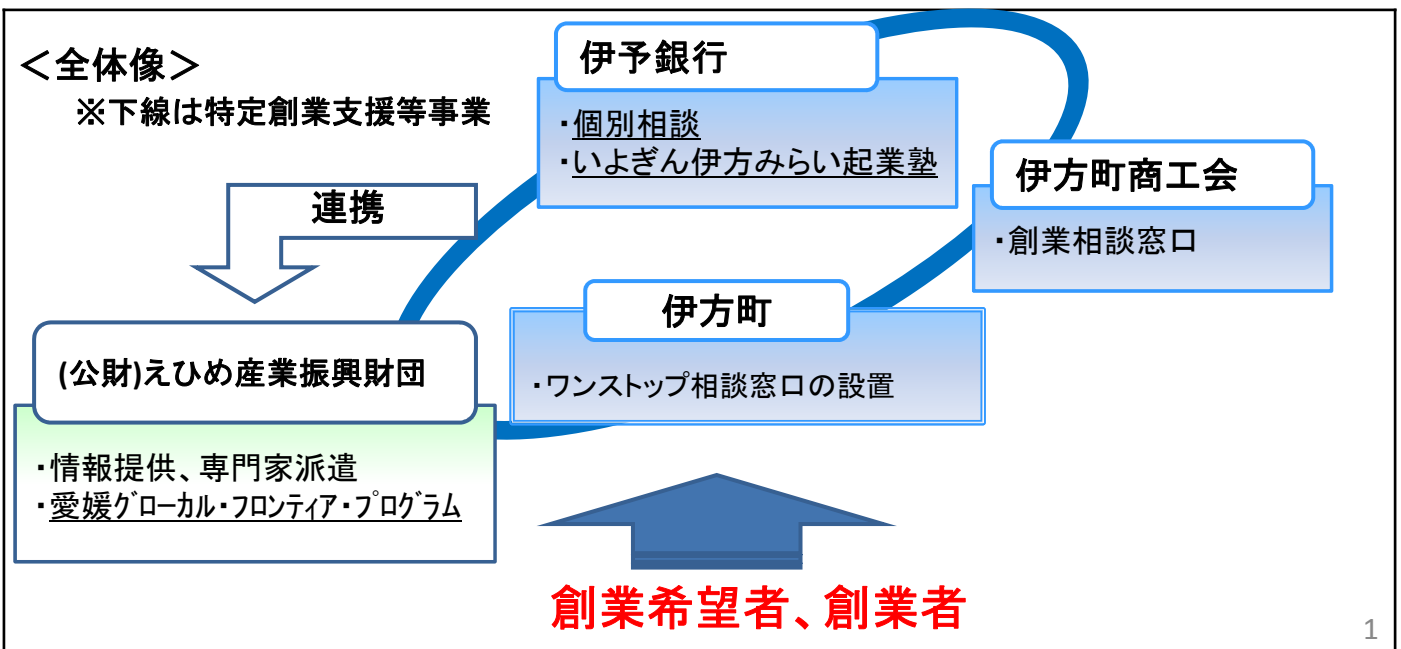 ＜全体像＞
※下線は特定創業支援等事業
伊予銀行
・個別相談
・いよぎん伊方みらい起業塾
伊方町商工会
・創業相談窓口
連携
伊方町
・ワンストップ相談窓口の設置
(公財)えひめ産業振興財団
・情報提供、専門家派遣
・愛媛ｸﾞﾛｰｶﾙ・ﾌﾛﾝﾃｨｱ・ﾌﾟﾛｸﾞﾗﾑ
創業希望者、創業者
1